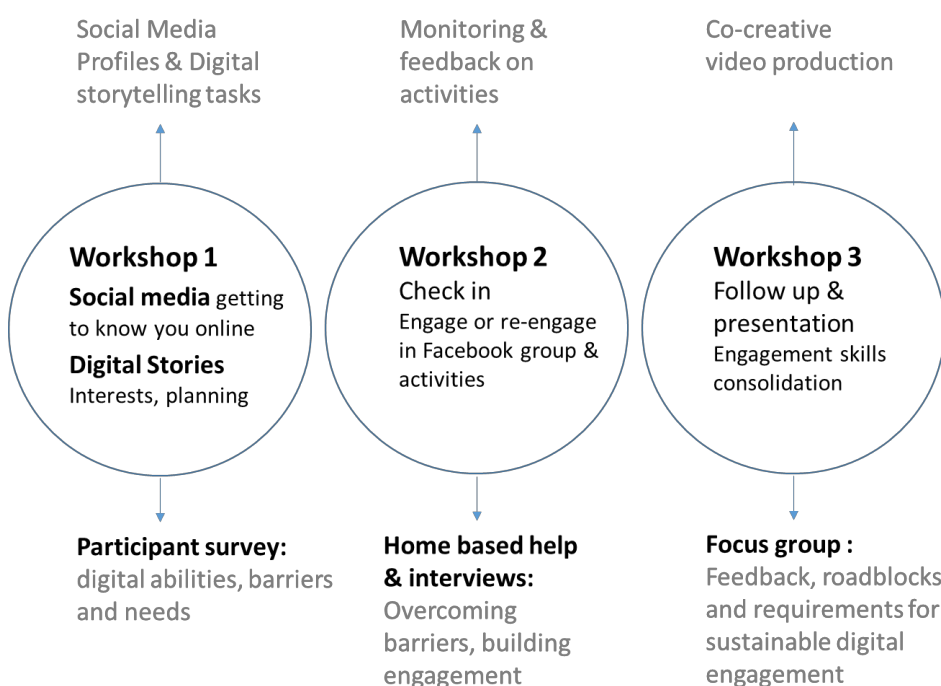 Social Media
Profiles & Digital
storytelling tasks
Monitoring &
feedback on
activities
Co-creative
video production
Workshop 1
Social media getting
to know you online
Digital Stories
Interests, planning
Workshop 2
Check in
Engage or re-engage
in Facebook group &
activities
Workshop 3
Follow up &
presentation
Engagement skills
consolidation
Participant survey:
digital abilities, barriers
and needs
Home based help
& interviews:
Overcoming
barriers, building
engagement
Focus group :
Feedback, roadblocks
and requirements for
sustainable digital
engagement